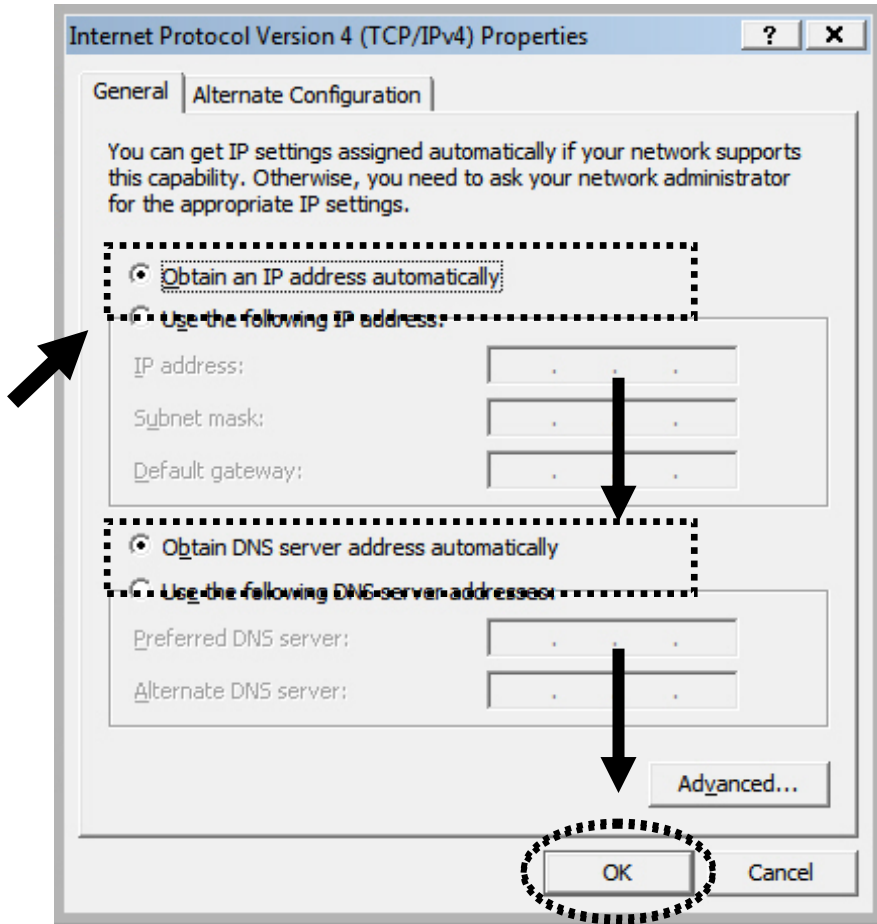 Internet Protocol Version 4 (TCP/IPv4) Properties
?
X
General
Alternate Configuration
You can get IP settings assigned automatically if your network supports
this capability. Otherwise, you need to ask your network administrator
for the appropriate IP settings.
Obtain an IP address automatically
Use the following IP address:
IP address:
Subnet mask:
Default gateway:
Obtain DNS server address automatically
Use the following DNS server addresses:
Preferred DNS server:
Alternate DNS server:
Advanced...
OK
Cancel